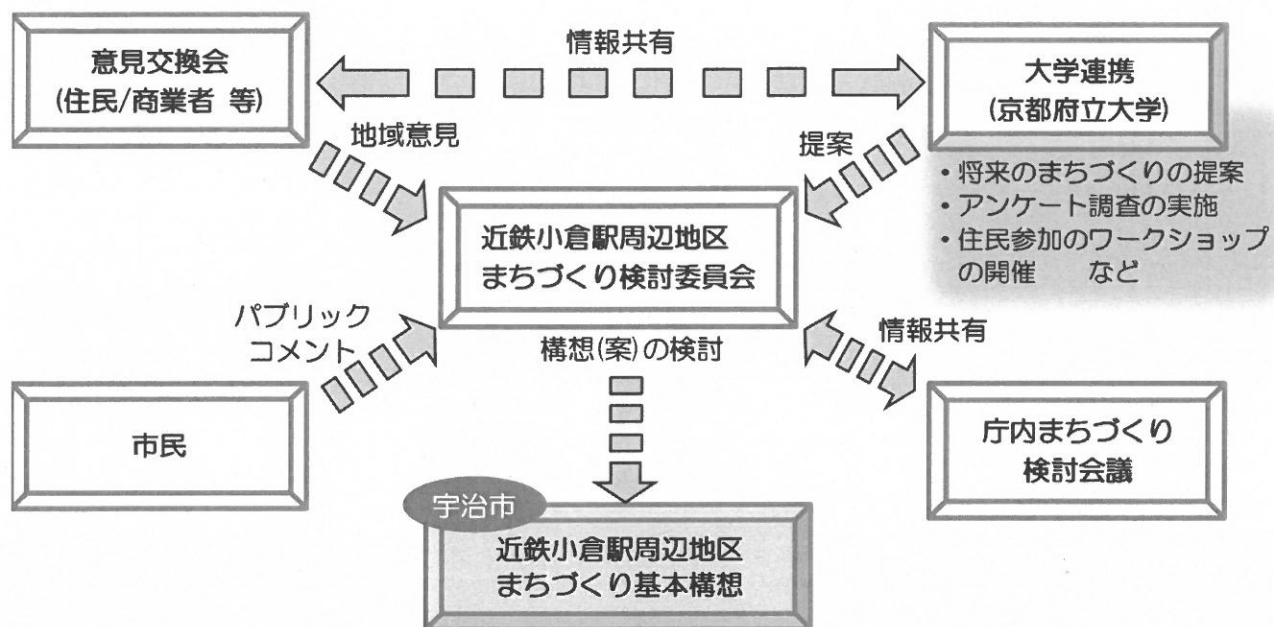 意見交換会
(住民/商業者 等)
情報共有
大学連携
(京都府立大学)
地域意見
提案
・将来のまちづくりの提案
・アンケート調査の実施
・住民参加のワークショップ
の開催　　など
近鉄小倉駅周辺地区
まちづくり検討委員会
パブリック
コメント
構想(案)の検討
情報共有
市民
庁内まちづくり
検討会議
宇治市
近鉄小倉駅周辺地区
まちづくり基本構想